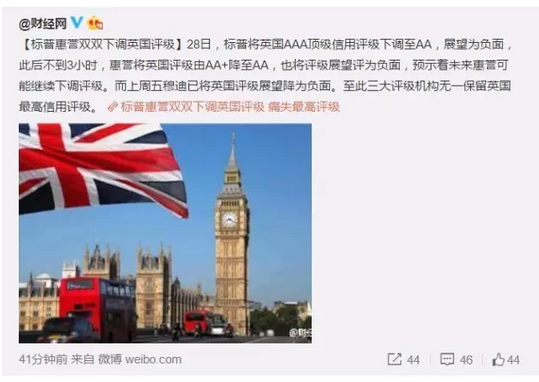 @财经网
【标普惠誉双双下调英国评级】28日，标普将英国AAA顶级信用评级下调至AA，展望为负面，
此后不到3小时，惠誉将英国评级由AA+降至AA，也将评级展望评为负面，预示着未来惠誉可
能继续下调评级。而上周五穆迪已将英国评级展望降为负面。至此三大评级机构无一保留英国
最高信用评级。 标普惠誉双双下调英国评级 痛失最高评级
41分钟前 来自 微博 weibo.com
44
46
44